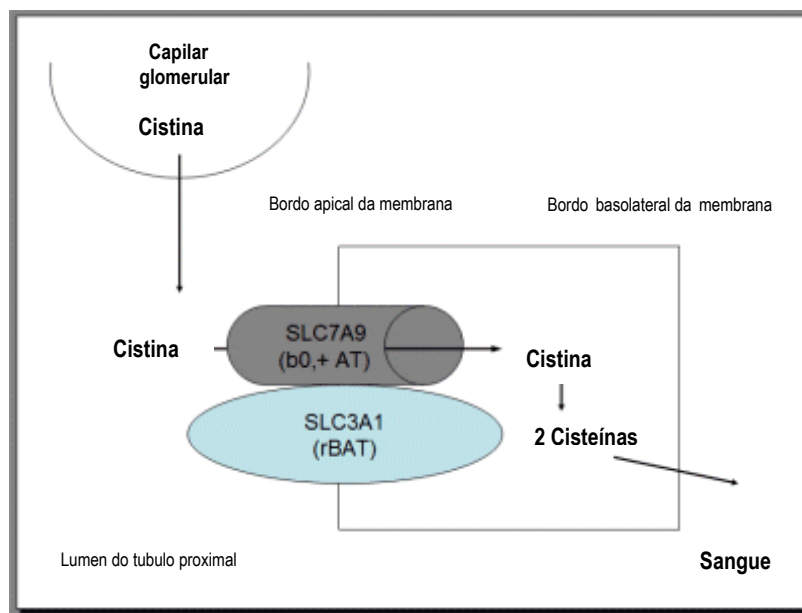 Capilar
glomerular
Cistina
Bordo apical da membrana
Bordo basolateral da membrana
Cistina
SLC7A9
(b0,+ AT)
Cistina
SLC3A1
(rBAT)
2 Cisteínas
Lumen do tubulo proximal
Sangue